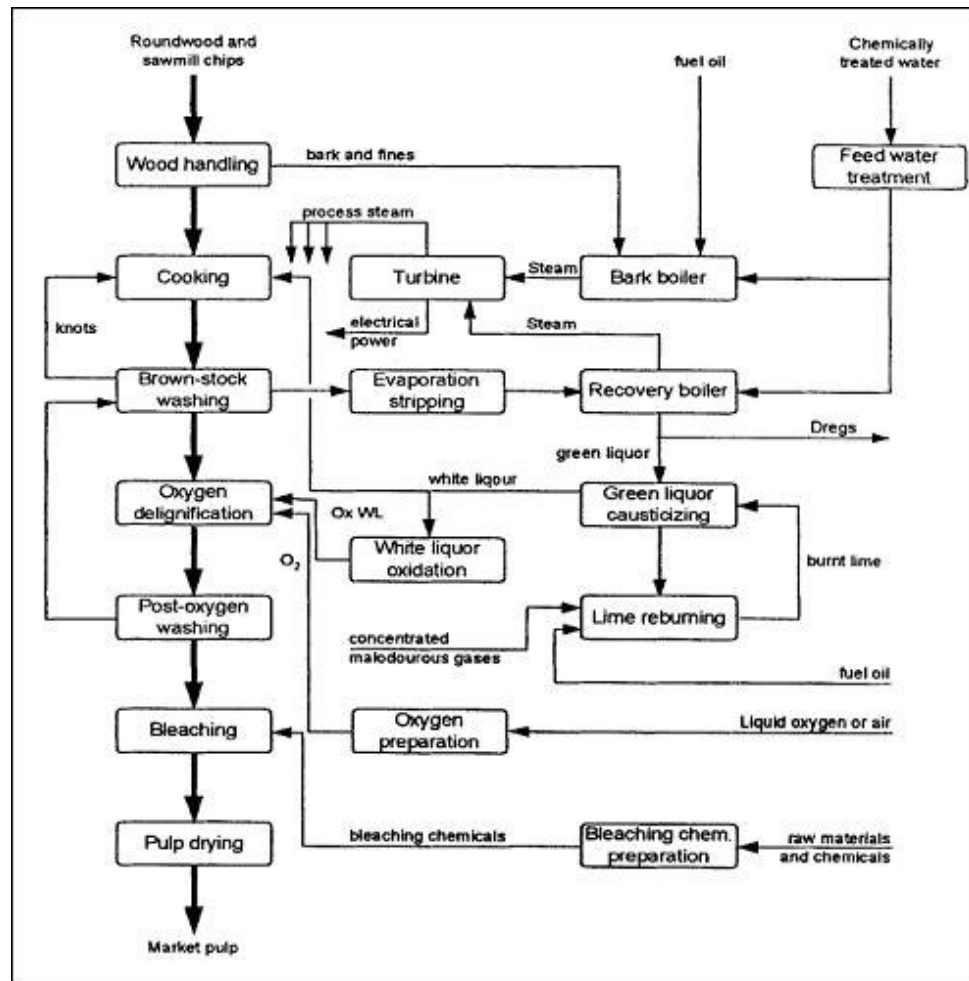 Roundwood and
sawmill chips
fuel oil
Chemically
treated water
Wood handling
bark and fines
Feed water
treatment
process steam
Cooking
Turbine
Steam
Bark boiler
knots
electrical
power
Steam
Brown-stock
washing
Evaporation
stripping
Recovery boiler
Dregs
green liquor
white liqour
Oxygen
delignification
Ox WL
Green liquor
causticizing
O2
White liquor
oxidation
burnt lime
Post-oxygen
washing
Lime reburning
concentrated
malodourous gases
fuel oil
Bleaching
Oxygen
preparation
Liquid oxygen or air
Pulp drying
bleaching chemicals
Bleaching chem.
preparation
raw materials
and chemicals
Market pulp